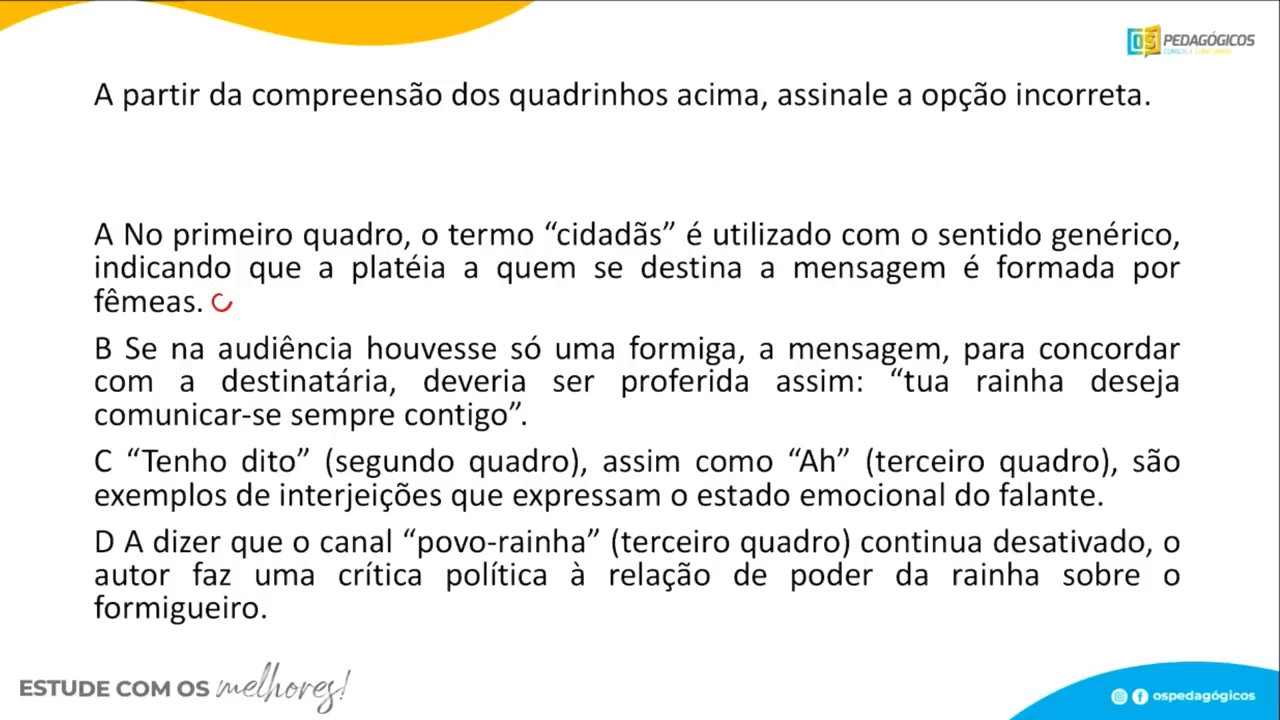 OS PEDAGÓGICOS
CURSOS E CONCURSOS
A partir da compreensão dos quadrinhos acima, assinale a opção incorreta.
A No primeiro quadro, o termo “cidadãs” é utilizado com o sentido genérico,
indicando que a platéia a quem se destina a mensagem é formada por
fêmeas. C
B Se na audiência houvesse só uma formiga, a mensagem, para concordar
com a destinatária, deveria ser proferida assim: “tua rainha deseja
comunicar-se sempre contigo”.
C “Tenho dito” (segundo quadro), assim como “Ah” (terceiro quadro), são
exemplos de interjeições que expressam o estado emocional do falante.
D A dizer que o canal “povo-rainha” (terceiro quadro) continua desativado, o
autor faz uma crítica política à relação de poder da rainha sobre o
formigueiro.
ESTUDE COM OS melhores!
ospedagógicos